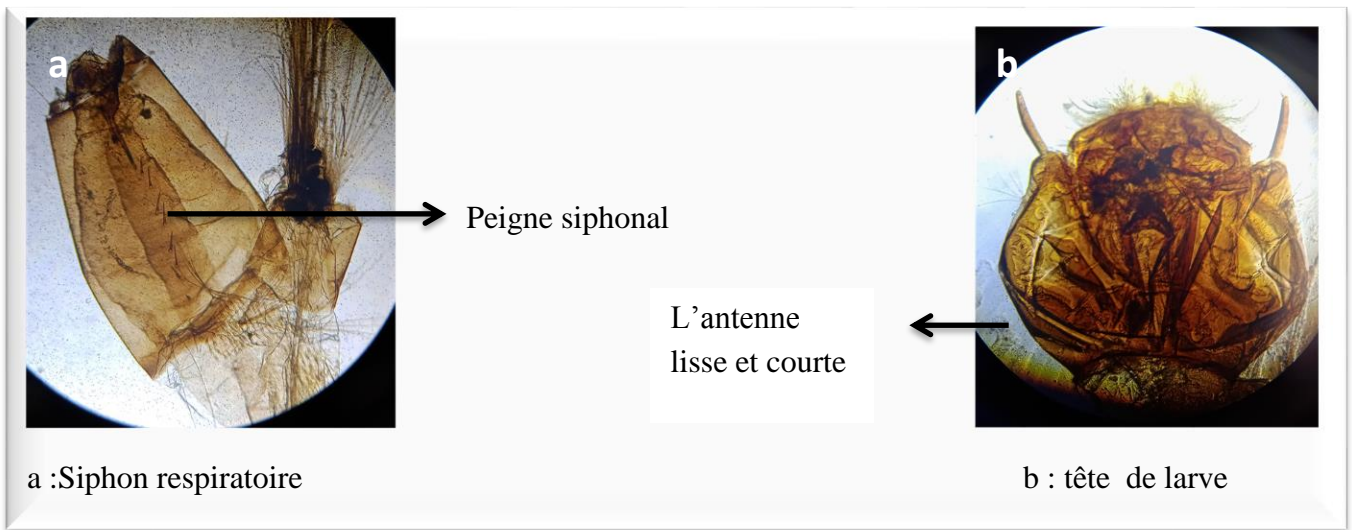 a
b
Peigne siphonal
L’antenne
lisse et courte
a :Siphon respiratoire
b : tête de larve